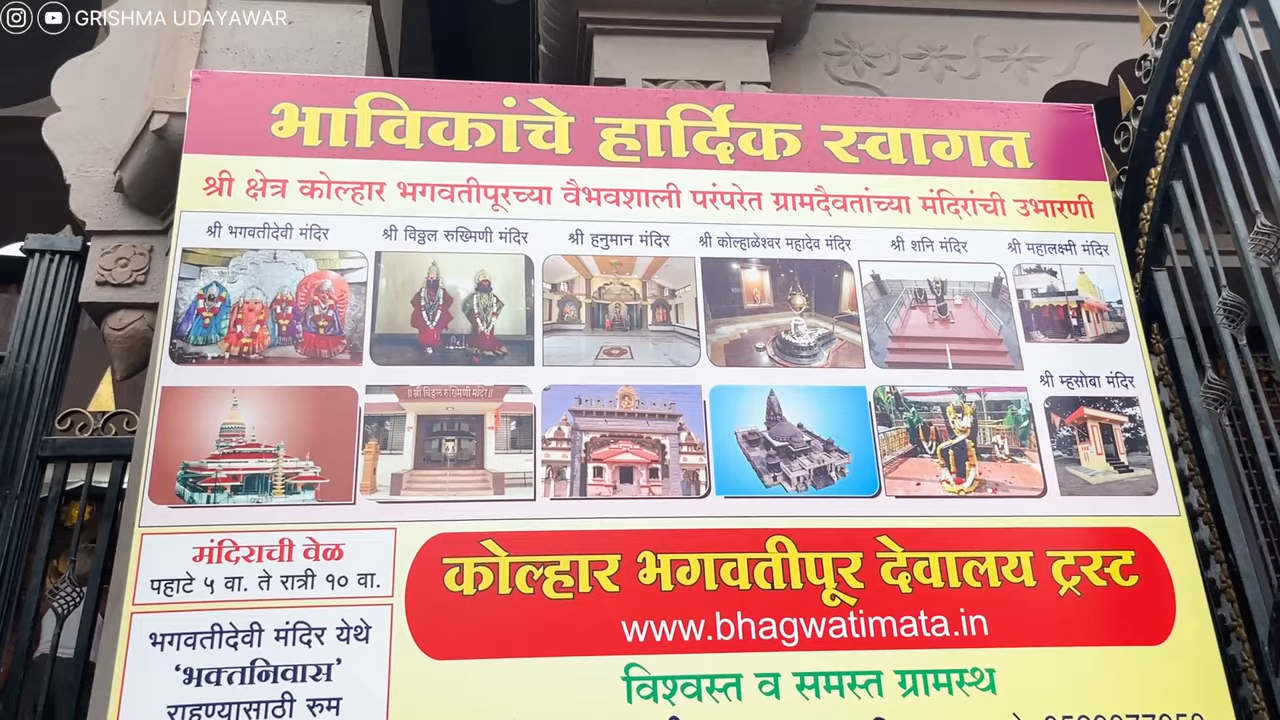 GRISHMA UDAYAWAR
भाविकांचे हार्दिक स्वागत
श्री क्षेत्र कोल्हार भगवतीपूरच्या वैभवशाली परंपरेत ग्रामदैवतांच्या मंदिरांची उभारणी
श्री भगवतीदेवी मंदिर
श्री विठ्ठल रुख्मिणी मंदिर
श्री हनुमान मंदिर
श्री कोल्हाळेश्वर महादेव मंदिर
श्री शनि मंदिर
श्री महालक्ष्मी मंदिर
श्री म्हसोबा मंदिर
॥श्री विठ्ठल रुख्मिणी मंदिर॥
मंदिराची वेळ
पहाटे ५ वा. ते रात्री १० वा.
भगवतीदेवी मंदिर येथे
'भक्तनिवास'
राहण्यासाठी रुम
कोल्हार भगवतीपूर देवालय ट्रस्ट
www.bhagwatimata.in
विश्वस्त व समस्त ग्रामस्थ